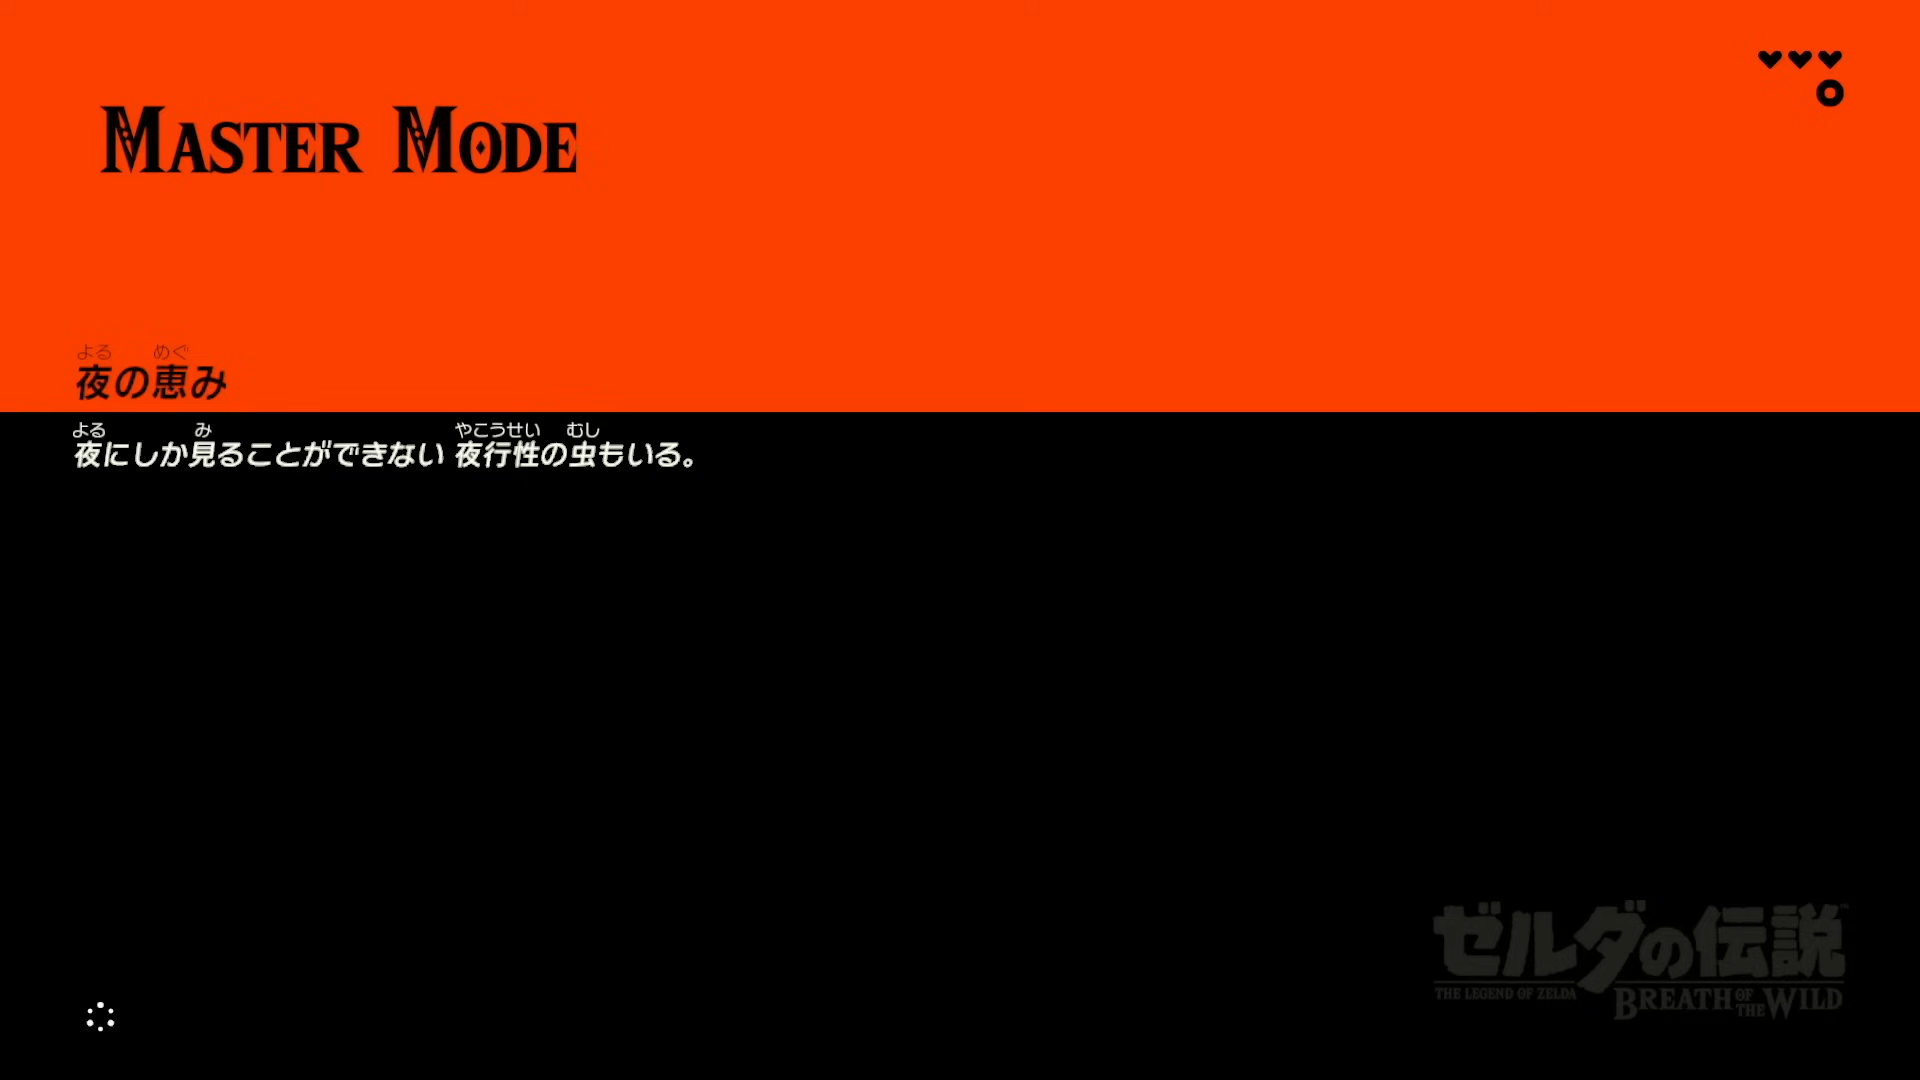 MASTER MODE
よる めぐ
夜の恵み
よる み やこうせい むし
夜にしか見ることができない 夜行性の虫もいる。
ゼルダの伝説
THE LEGEND OF ZELDA
BREATH OF THE WILD